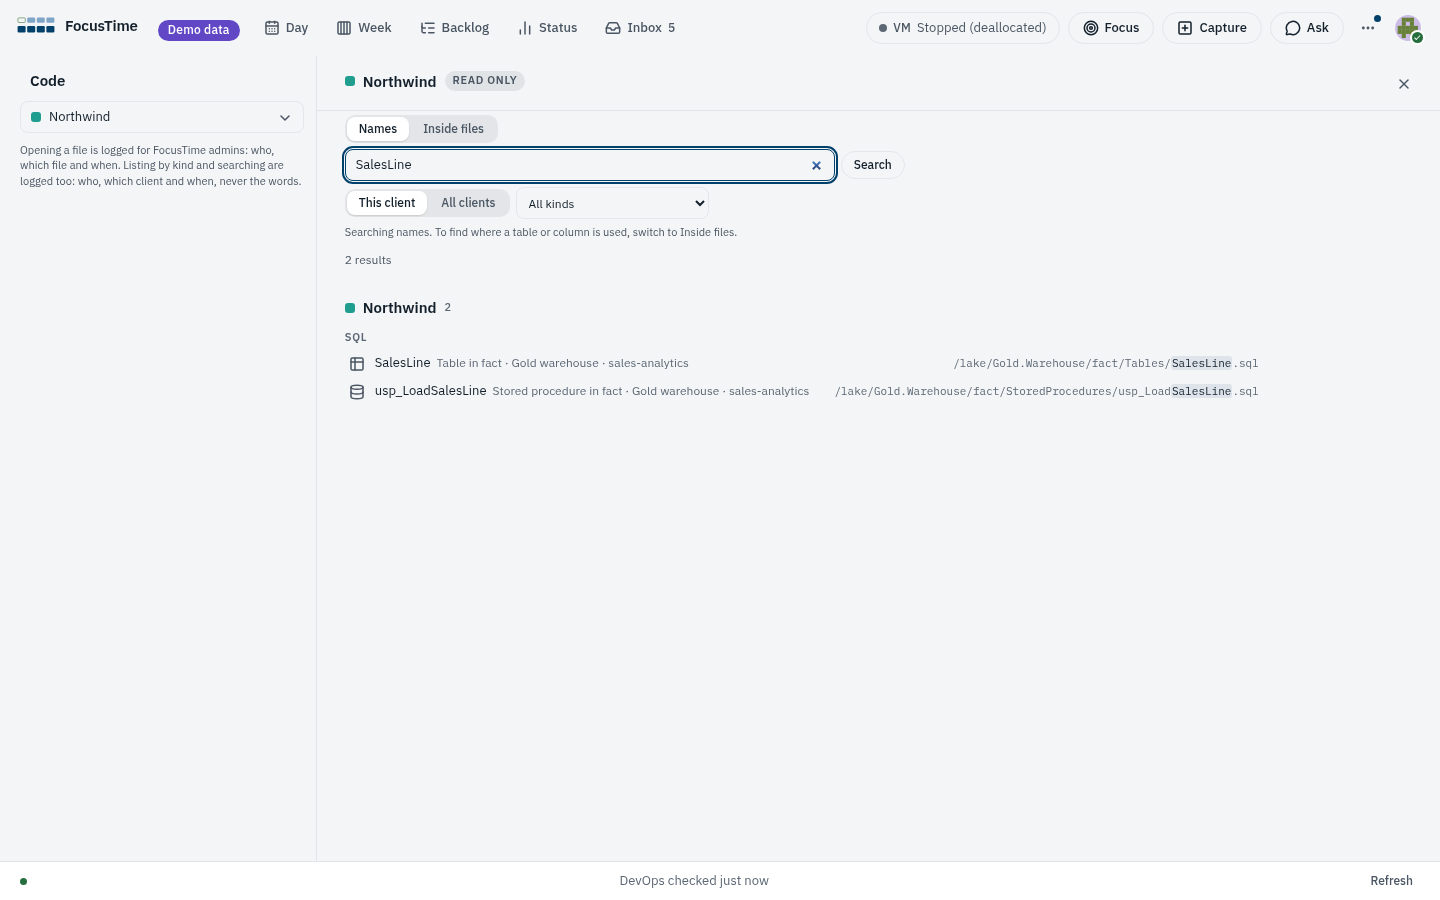 FocusTime
Demo data
Day
Week
Backlog
Status
Inbox 5
VM Stopped (deallocated)
Focus
Capture
Ask
Code
Northwind
Opening a file is logged for FocusTime admins: who,
which file and when. Listing by kind and searching are
logged too: who, which client and when, never the words.
Northwind READ ONLY
Names Inside files
SalesLine
Search
This client All clients
All kinds
Searching names. To find where a table or column is used, switch to Inside files.
2 results
Northwind 2
SQL
SalesLine Table in fact · Gold warehouse · sales-analytics /lake/Gold.Warehouse/fact/Tables/SalesLine.sql
usp_LoadSalesLine Stored procedure in fact · Gold warehouse · sales-analytics /lake/Gold.Warehouse/fact/StoredProcedures/usp_LoadSalesLine.sql
DevOps checked just now
Refresh